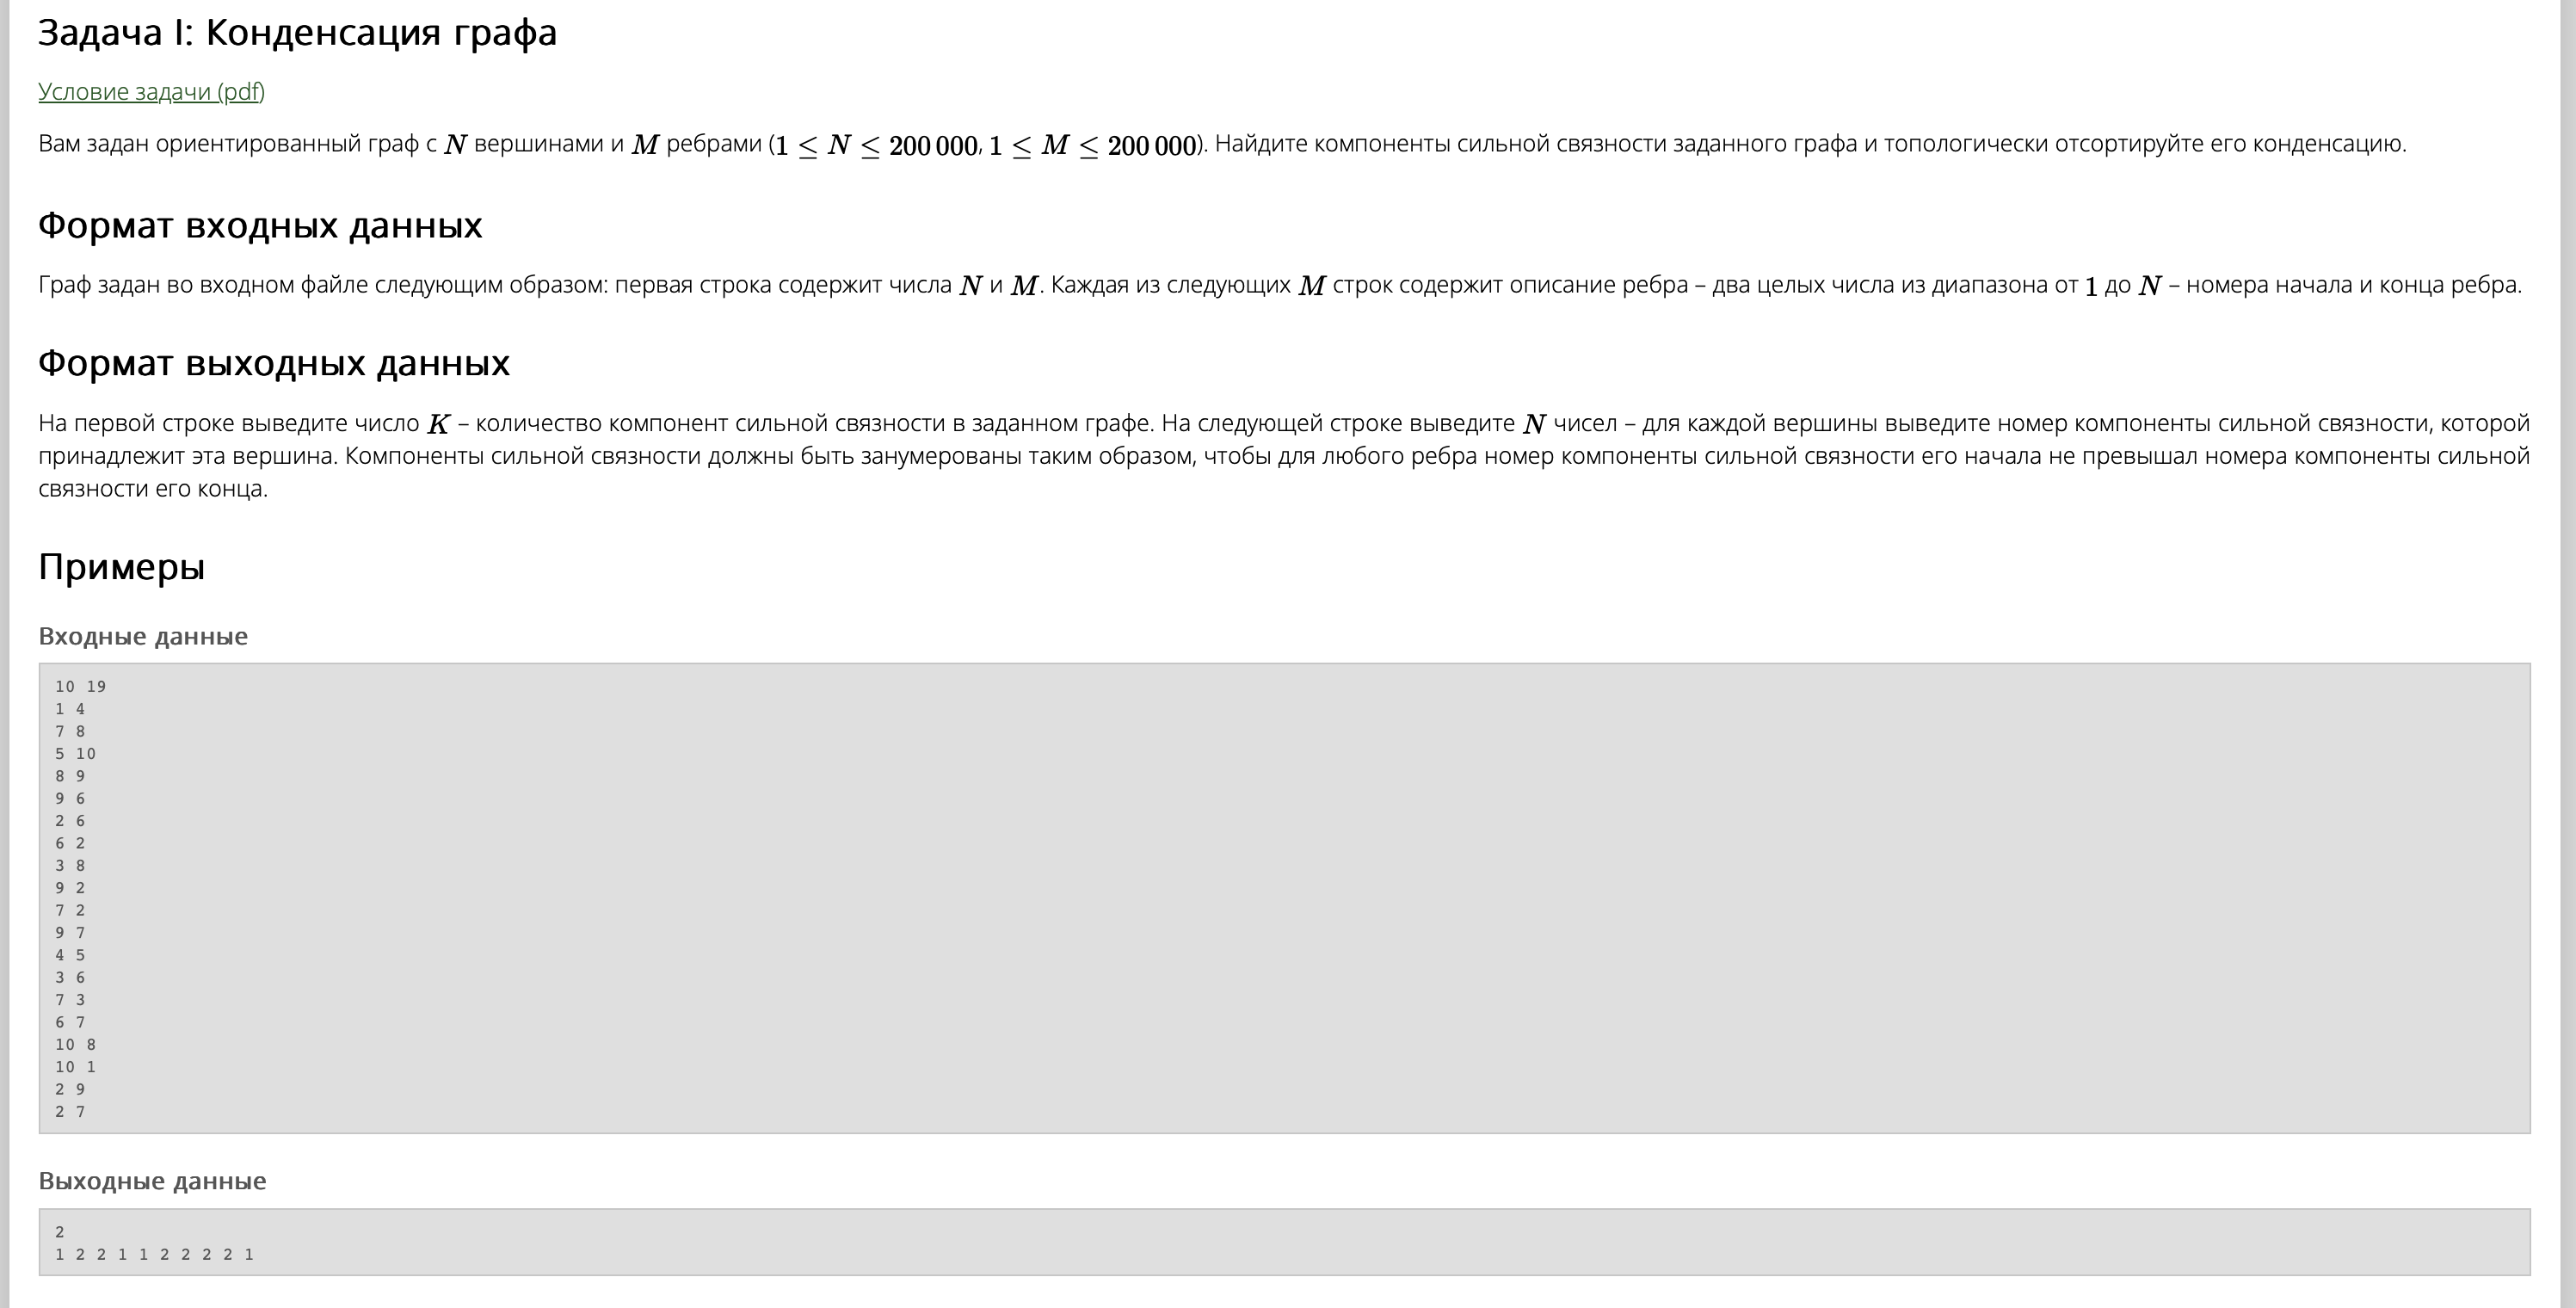 Задача I: Конденсация графа
Условие задачи (pdf)
Вам задан ориентированный граф с N вершинами и M ребрами (1 ≤ N ≤ 200 000, 1 ≤ M ≤ 200 000). Найдите компоненты сильной связности заданного графа и топологически отсортируйте его конденсацию.
Формат входных данных
Граф задан во входном файле следующим образом: первая строка содержит числа N и M. Каждая из следующих M строк содержит описание ребра – два целых числа из диапазона от 1 до N – номера начала и конца ребра.
Формат выходных данных
На первой строке выведите число K – количество компонент сильной связности в заданном графе. На следующей строке выведите N чисел – для каждой вершины выведите номер компоненты сильной связности, которой
принадлежит эта вершина. Компоненты сильной связности должны быть занумерованы таким образом, чтобы для любого ребра номер компоненты сильной связности его начала не превышал номера компоненты сильной
связности его конца.
Примеры
Входные данные
10 19
1 4
7 8
5 10
8 9
9 6
2 6
6 2
3 8
9 2
7 2
9 7
4 5
3 6
7 3
6 7
10 8
10 1
2 9
2 7
Выходные данные
2
1 2 2 1 1 2 2 2 2 1